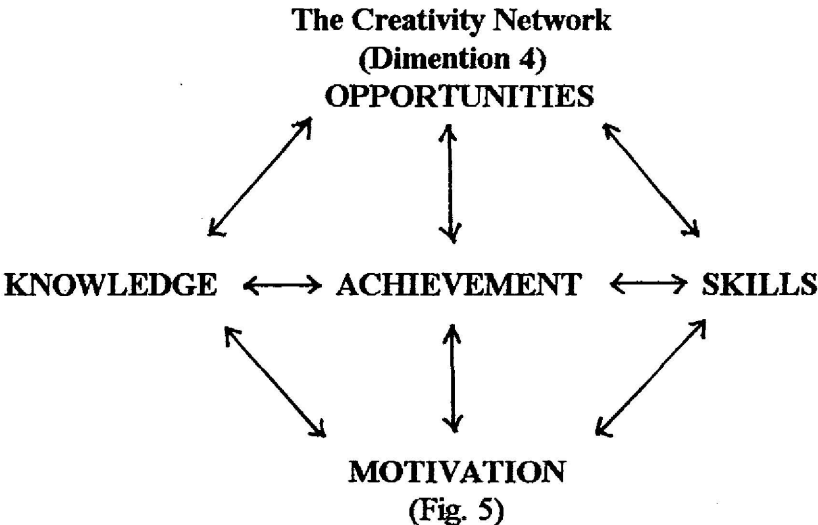 The Creativity Network
(Dimention 4)
OPPORTUNITIES
KNOWLEDGE ACHIEVEMENT SKILLS
MOTIVATION
(Fig. 5)